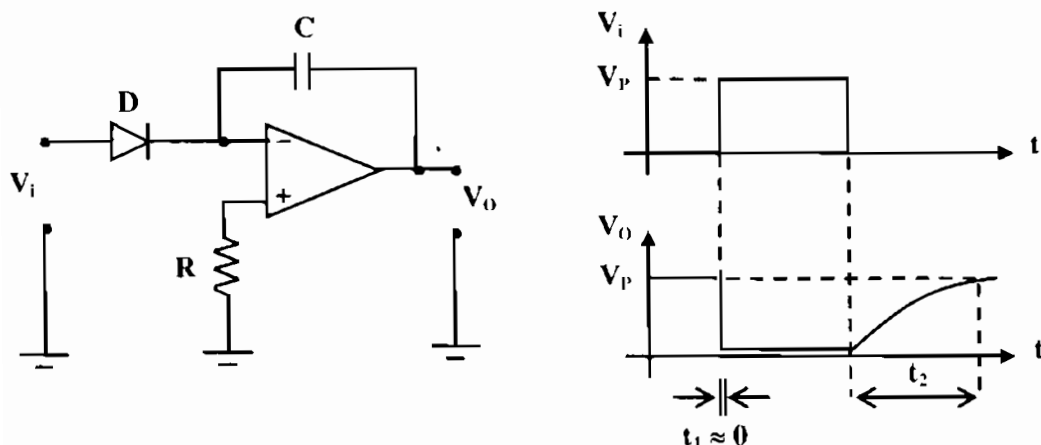 C
D
−
+
V_i
V_O
R
V_i
V_P
t
V_O
V_P
t
t_2
t_1 ≈ 0